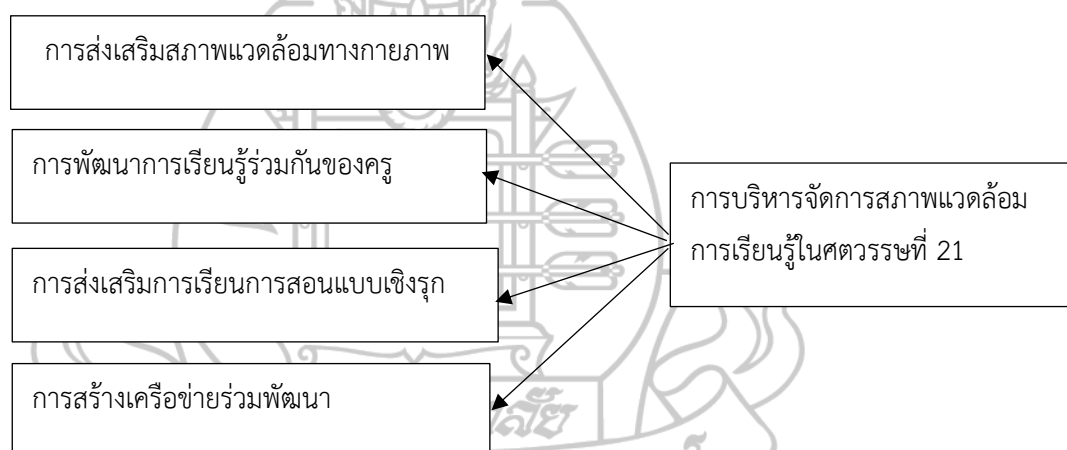 การส่งเสริมสภาพแวดล้อมทางกายภาพ
การพัฒนาการเรียนรู้ร่วมกันของครู
การส่งเสริมการเรียนการสอนแบบเชิงรุก
การสร้างเครือข่ายร่วมพัฒนา
การบริหารจัดการสภาพแวดล้อม
การเรียนรู้ในศตวรรษที่ 21